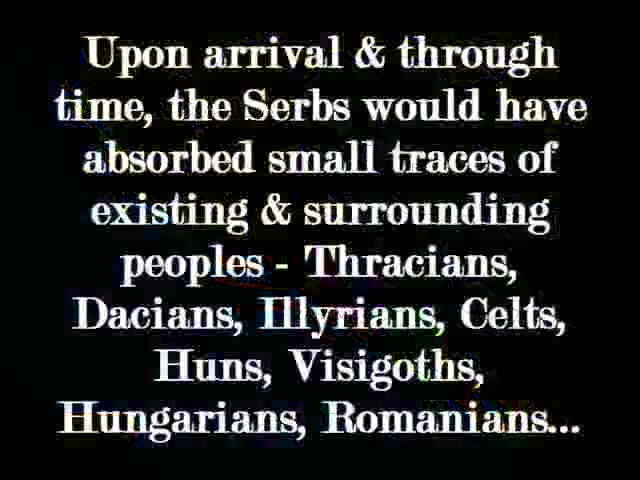 Upon arrival & through
time, the Serbs would have
absorbed small traces of
existing & surrounding
peoples - Thracians,
Dacians, Illyrians, Celts,
Huns, Visigoths,
Hungarians, Romanians...